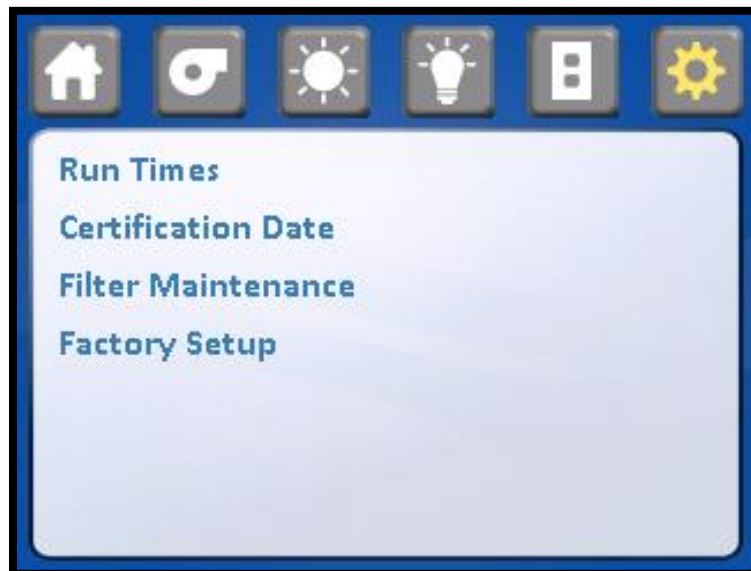 Run Times
Certification Date
Filter Maintenance
Factory Setup